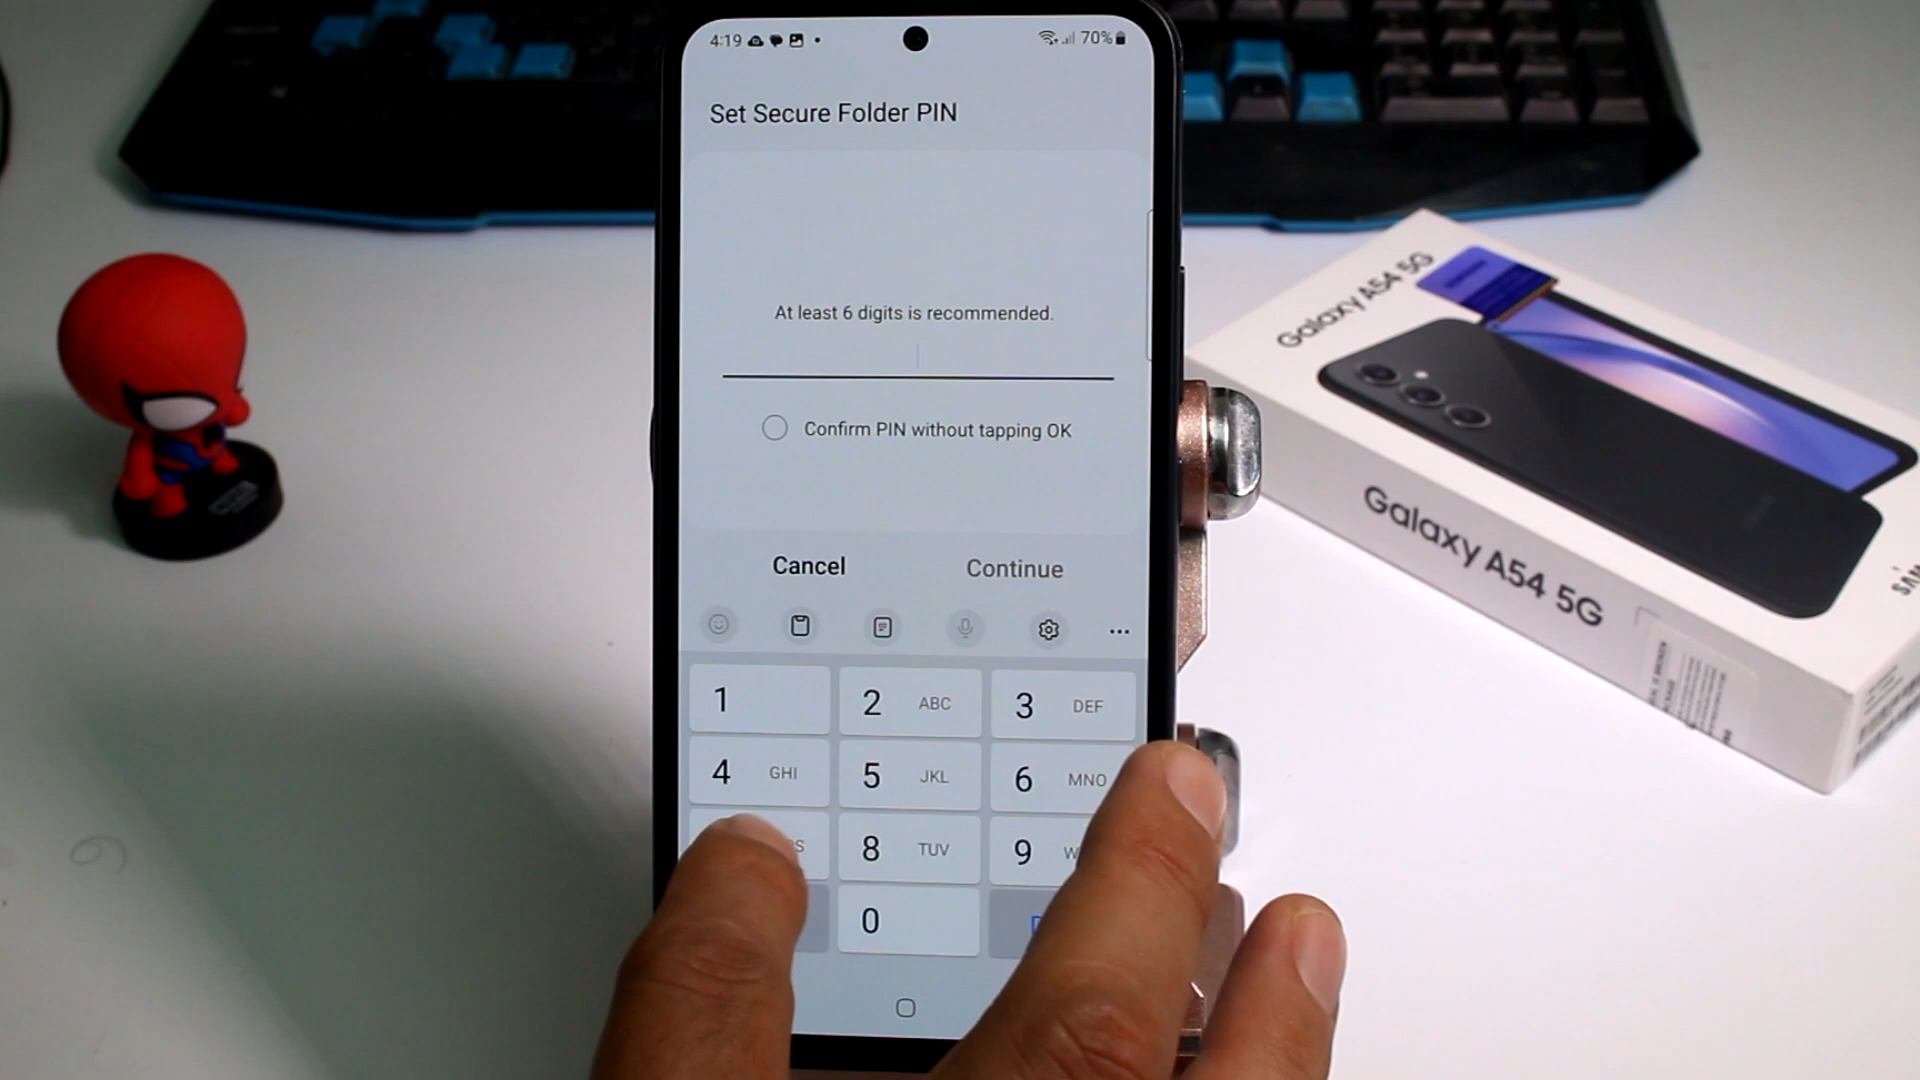 4:19
70%
Set Secure Folder PIN
At least 6 digits is recommended.
Confirm PIN without tapping OK
Cancel
Continue
1
2 ABC
3 DEF
4 GHI
5 JKL
6 MNO
8 TUV
9
0
Galaxy A54 5G
Galaxy A54 5G